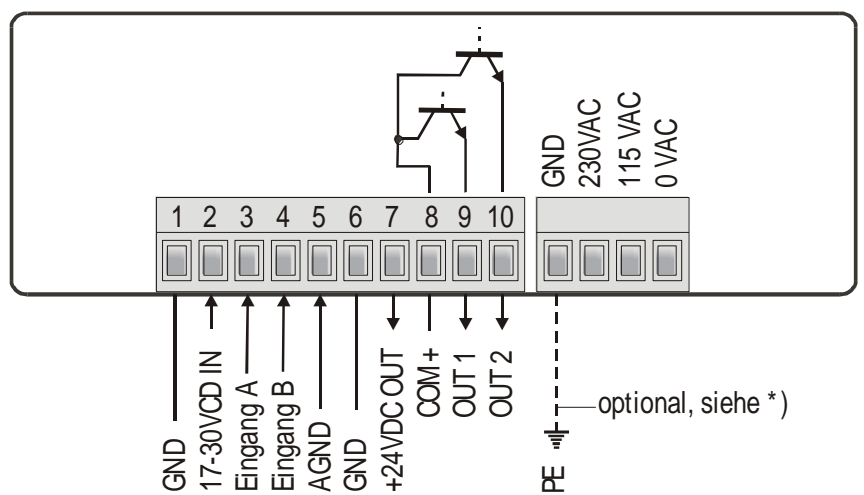 GND
230VAC
115 VAC
0 VAC
1 2 3 4 5 6 7 8 9 10
GND
17-30VCD IN
Eingang A
Eingang B
AGND
GND
+24VDC OUT
COM +
OUT 1
OUT 2
PE
optional, siehe *)